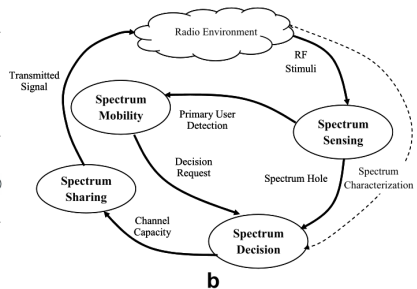 Radio Environment
RF
Stimuli
Transmitted
Signal
Spectrum
Mobility
Primary User
Detection
Spectrum
Sensing
Decision
Request
Spectrum Hole
Spectrum
Characterization
Spectrum
Sharing
Channel
Capacity
Spectrum
Decision
b